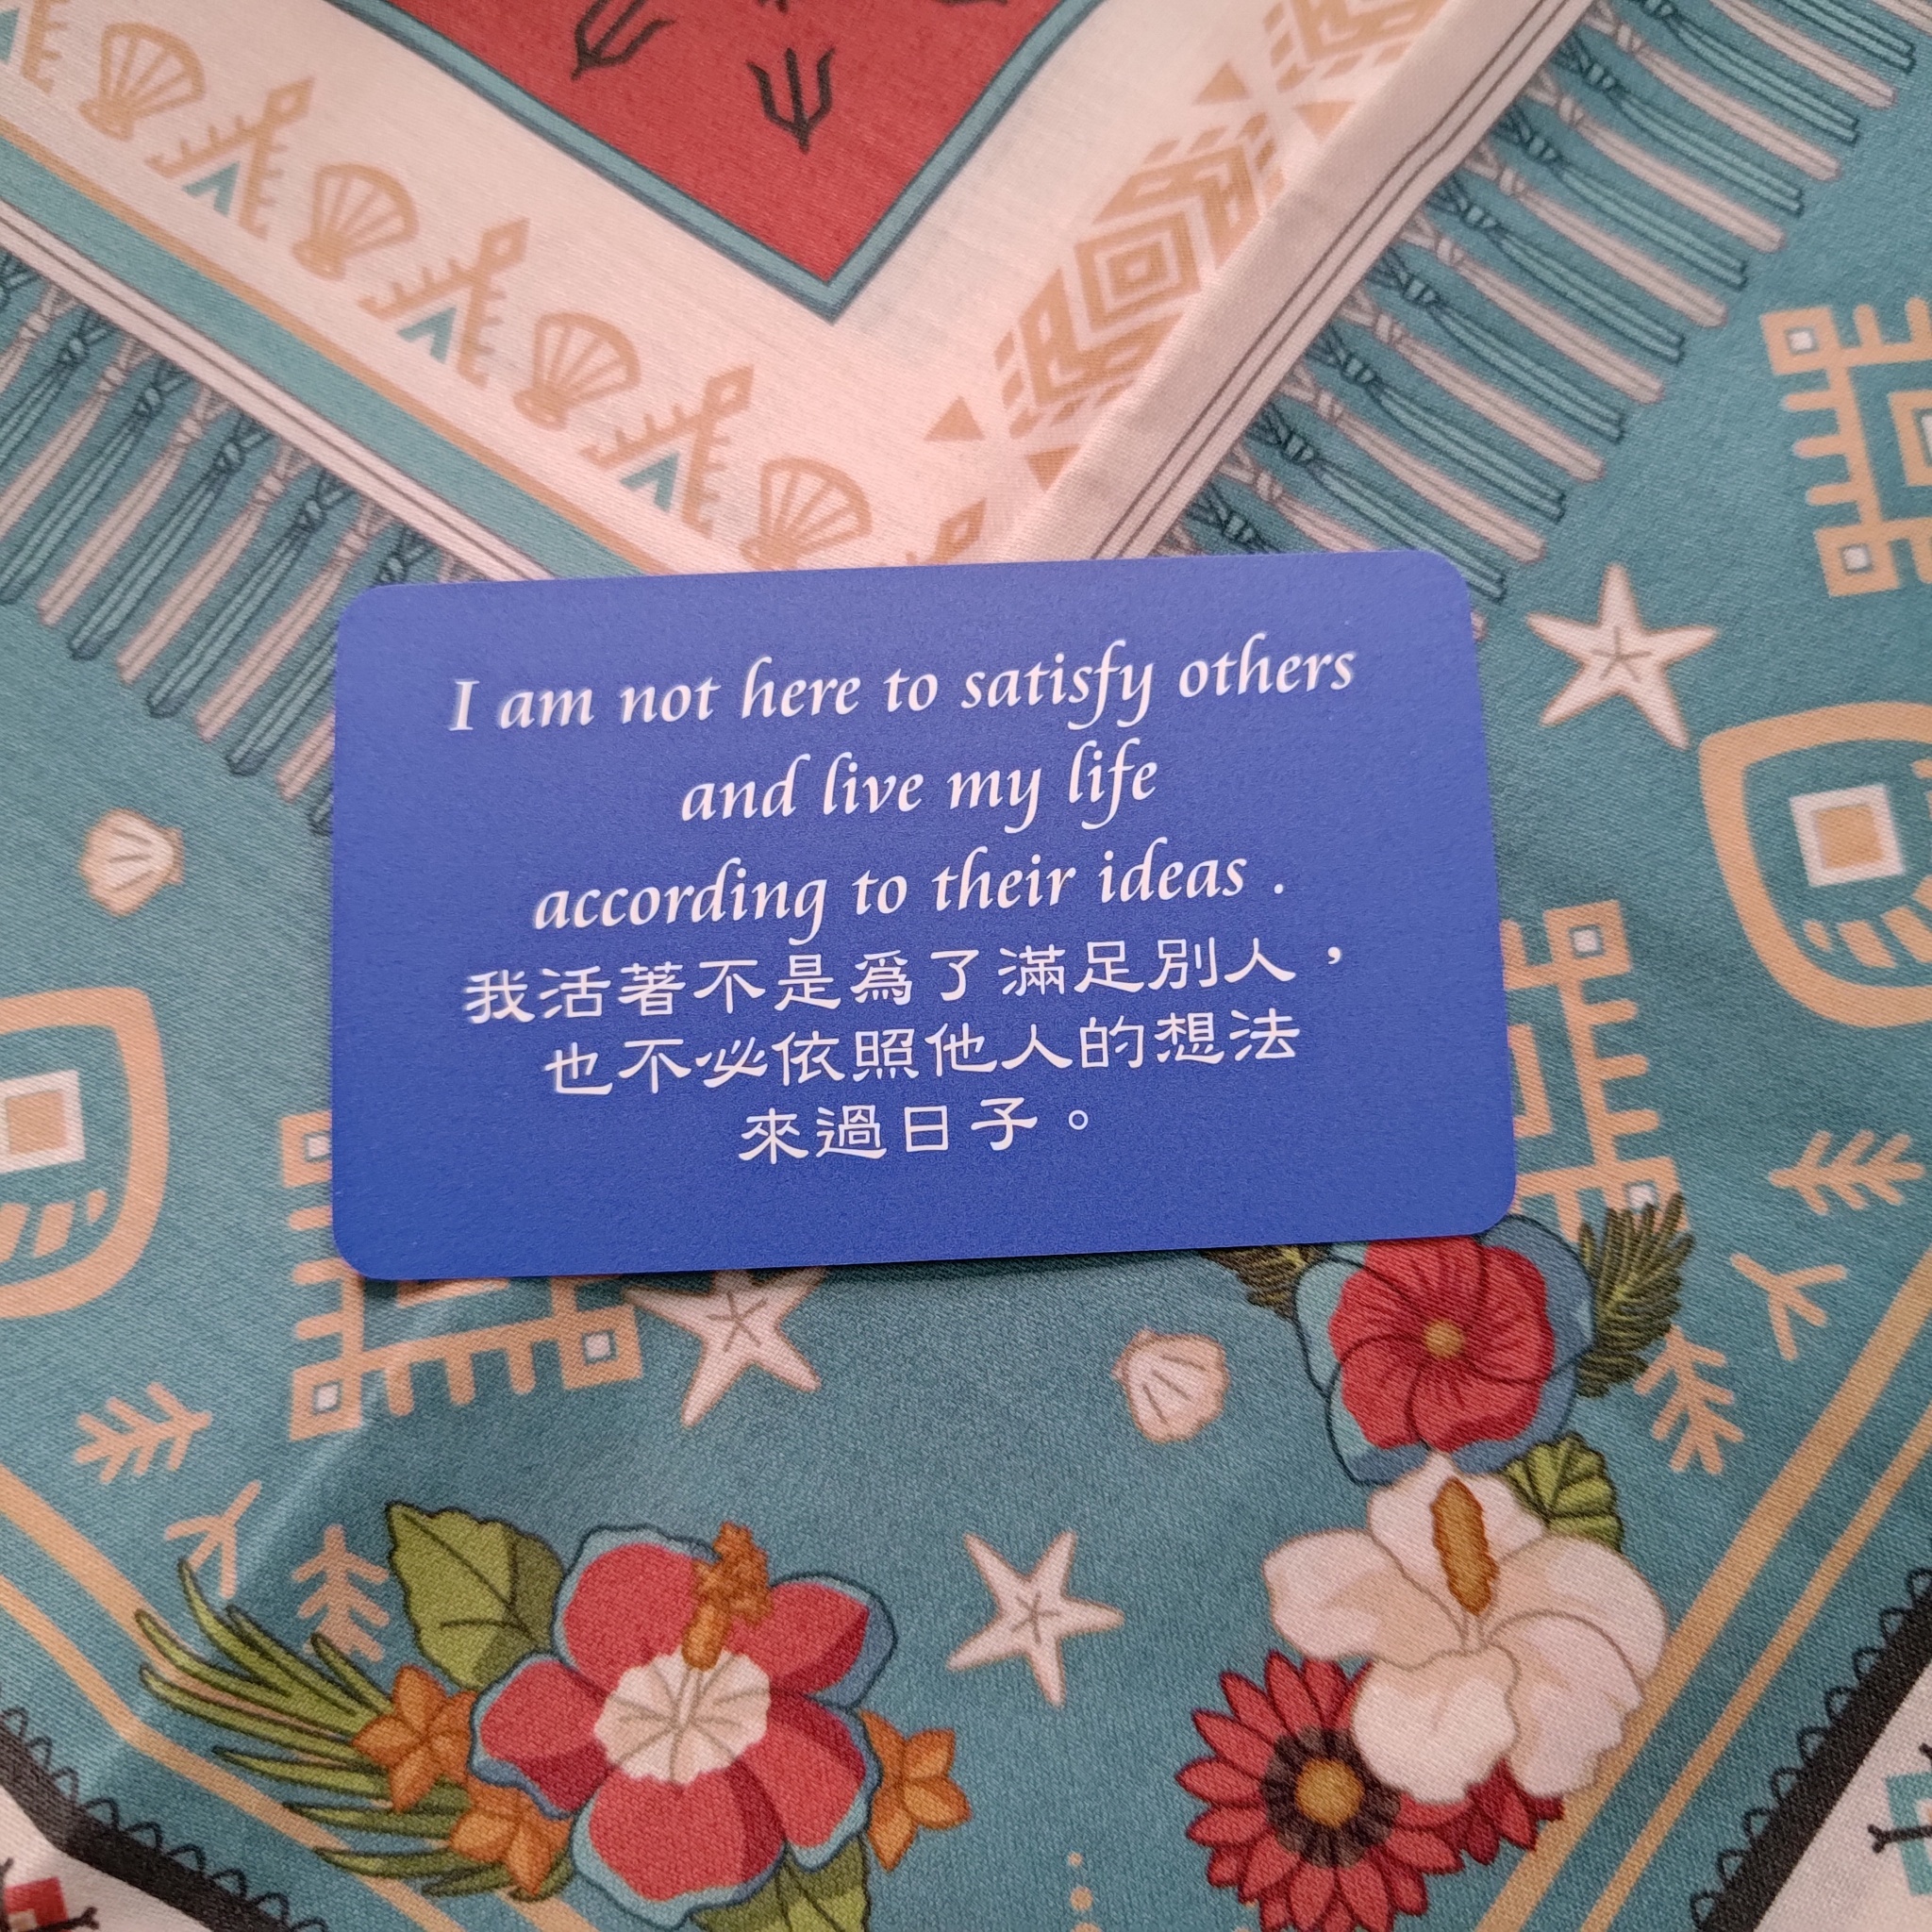 I am not here to satisfy others
and live my life
according to their ideas .
我活著不是爲了滿足別人，
也不必依照他人的想法
來過日子。